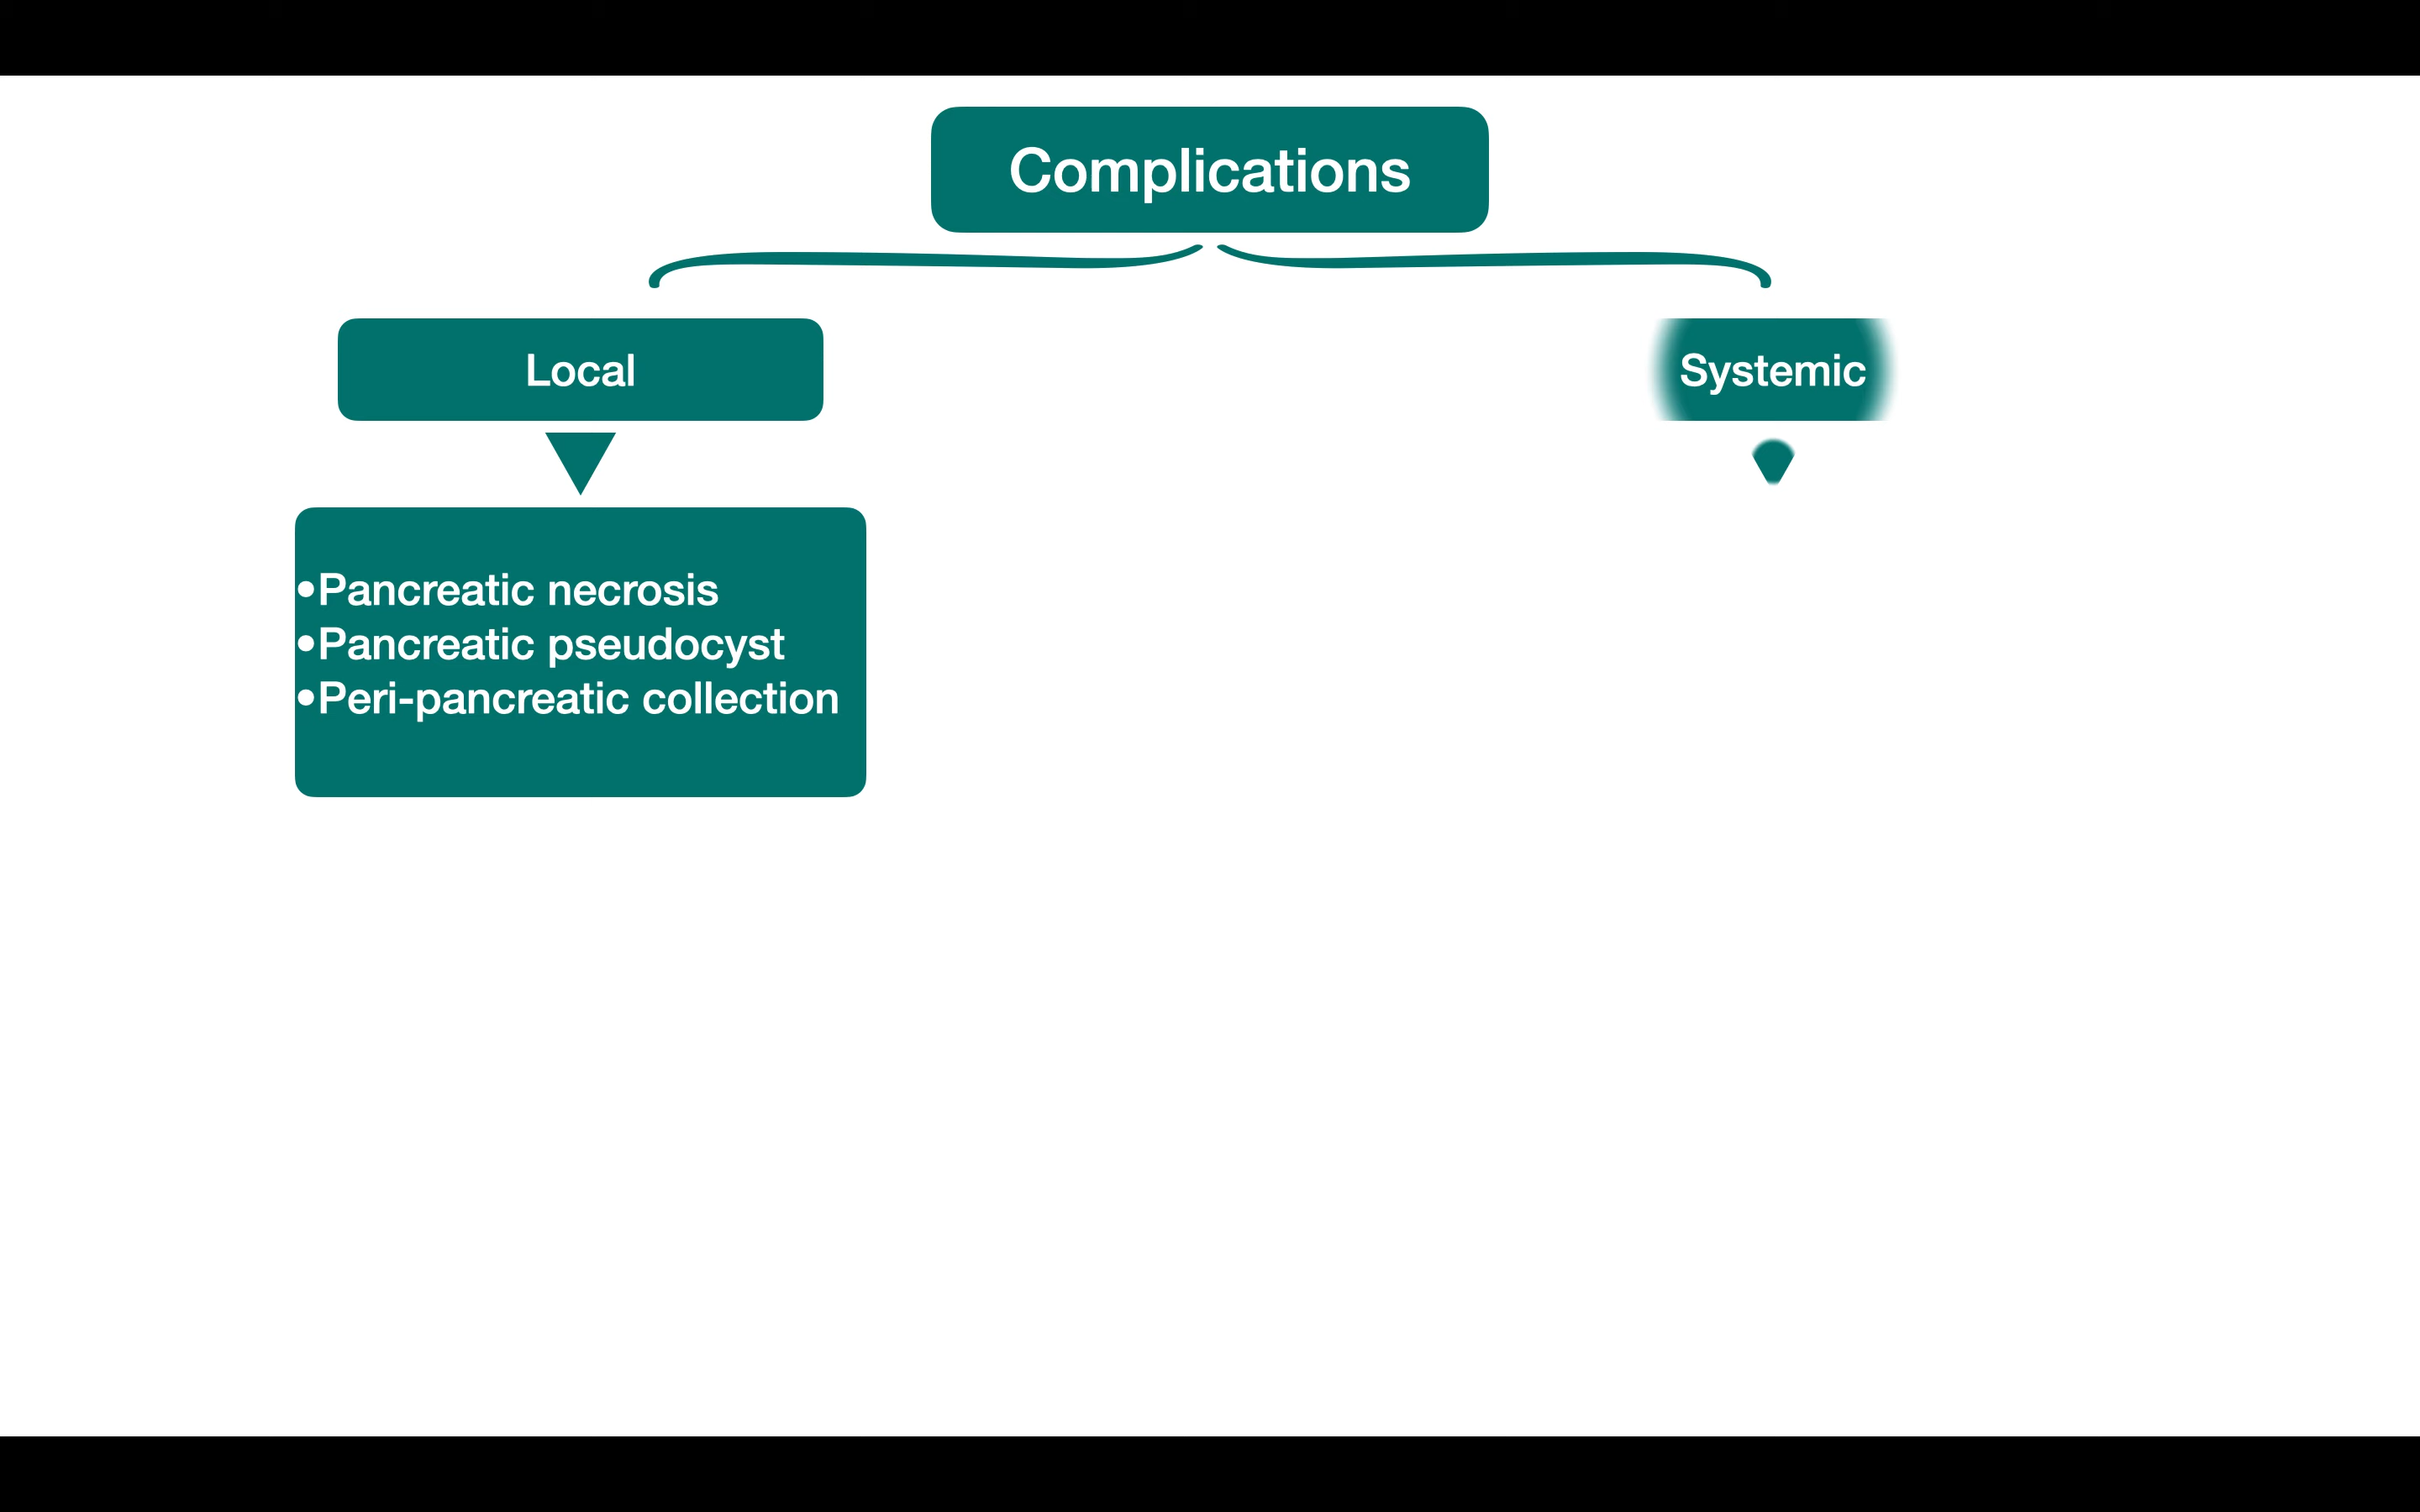 Complications
Local
Systemic
•Pancreatic necrosis
•Pancreatic pseudocyst
•Peri-pancreatic collection